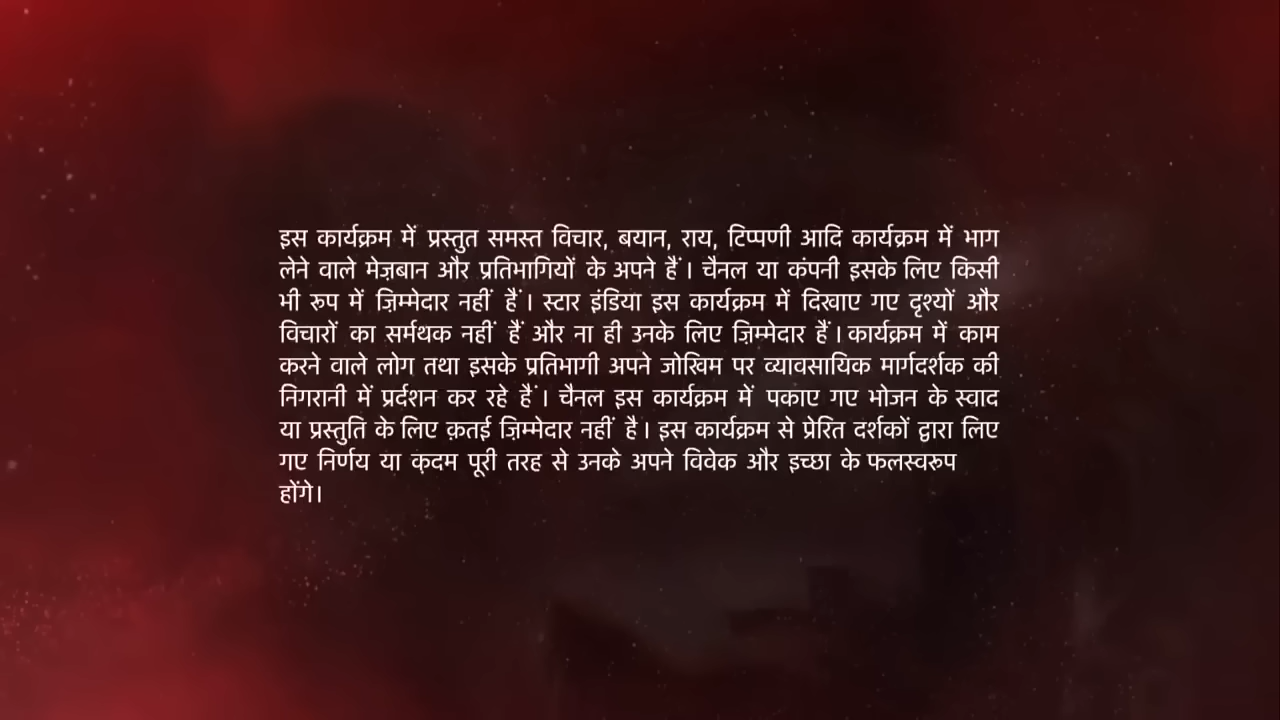 इस कार्यक्रम में प्रस्तुत समस्त विचार, बयान, राय, टिप्पणी आदि कार्यक्रम में भाग
लेने वाले मेज़बान और प्रतिभागियों के अपने हैं । चैनल या कंपनी इसके लिए किसी
भी रूप में ज़िम्मेदार नहीं हैं । स्टार इंडिया इस कार्यक्रम में दिखाए गए दृश्यों और
विचारों का सर्मथक नहीं हैं और ना ही उनके लिए ज़िम्मेदार हैं । कार्यक्रम में काम
करने वाले लोग तथा इसके प्रतिभागी अपने जोखिम पर व्यावसायिक मार्गदर्शक की
निगरानी में प्रर्दशन कर रहे हैं । चैनल इस कार्यक्रम में पकाए गए भोजन के स्वाद
या प्रस्तुति के लिए क़तई ज़िम्मेदार नहीं है । इस कार्यक्रम से प्रेरित दर्शकों द्वारा लिए
गए निर्णय या क़दम पूरी तरह से उनके अपने विवेक और इच्छा के फलस्वरूप
होंगे ।